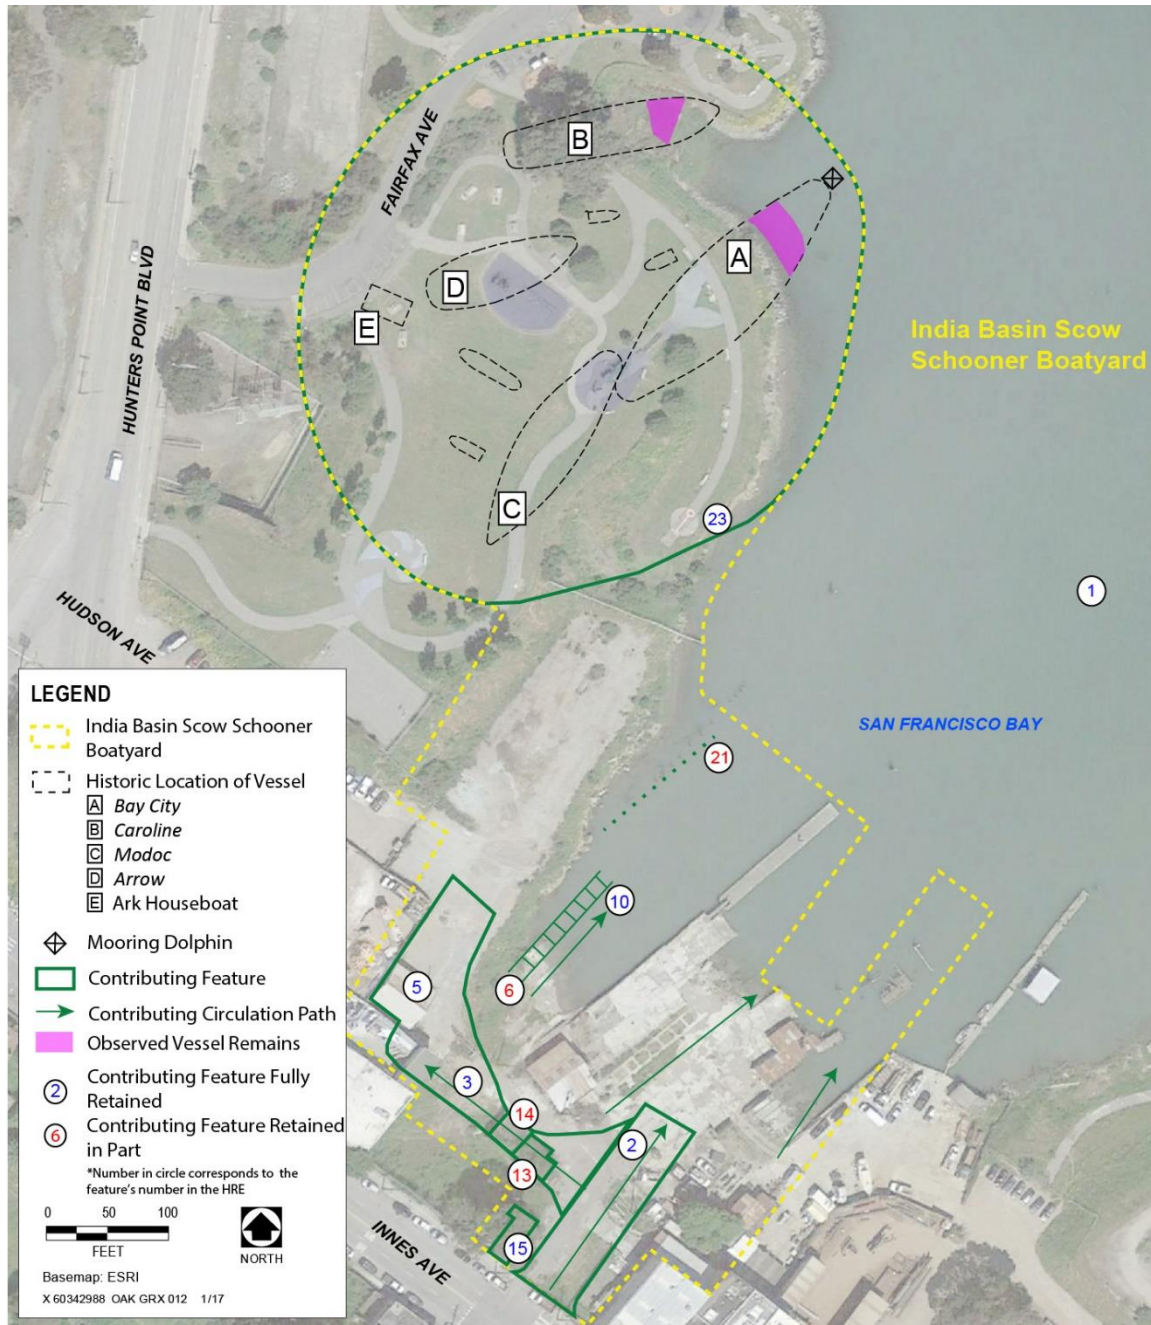 FAIRFAX AVE
B
A
D
E
HUNTERS POINT BLVD
India Basin Scow
Schooner Boatyard
C
23
1
HUDSON AVE
SAN FRANCISCO BAY
21
10
6
5
3
14
2
13
15
INNES AVE
LEGEND
India Basin Scow Schooner
Boatyard
Historic Location of Vessel
A Bay City
B Caroline
C Modoc
D Arrow
E Ark Houseboat
Mooring Dolphin
Contributing Feature
Contributing Circulation Path
Observed Vessel Remains
2 Contributing Feature Fully
Retained
6 Contributing Feature Retained
in Part
*Number in circle corresponds to the
feature's number in the HRE
0 50 100
FEET
NORTH
Basemap: ESRI
X 60342988 OAK GRX 012 1/17